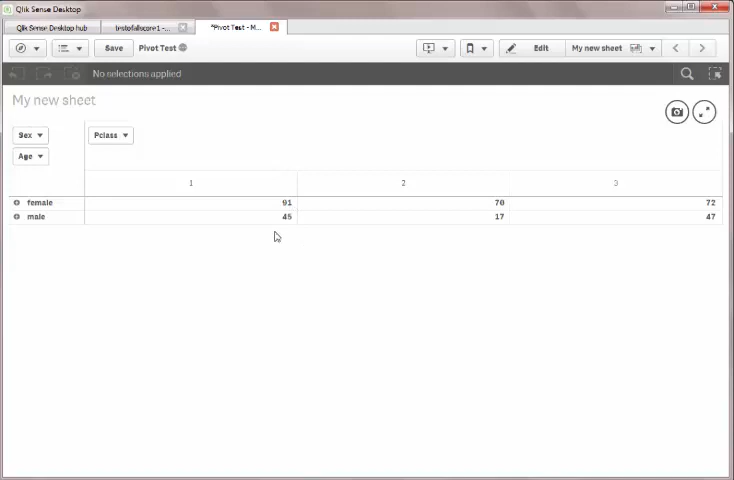 Qlik Sense Desktop
Qlik Sense Desktop hub
testofallscore1 -...
*Pivot Test - M...
Save
Pivot Test
Edit
My new sheet
No selections applied
My new sheet
Sex
Pclass
Age
1 2 3
female 91 70 72
male 45 17 47